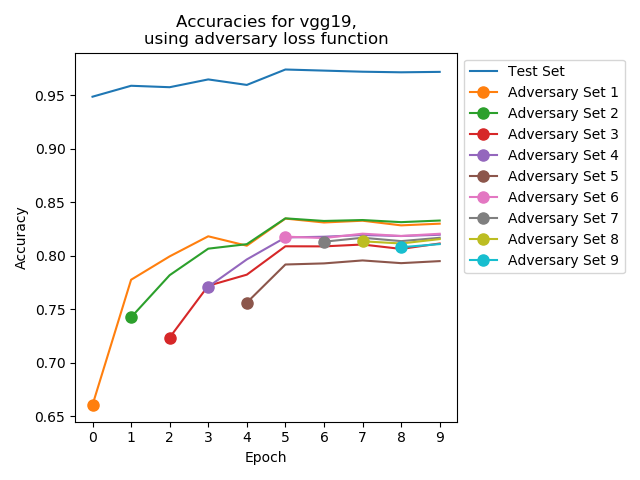 Accuracies for vgg19,
using adversary loss function
Accuracy
0.95
0.90
0.85
0.80
0.75
0.70
0.65
0 1 2 3 4 5 6 7 8 9
Epoch
Test Set
Adversary Set 1
Adversary Set 2
Adversary Set 3
Adversary Set 4
Adversary Set 5
Adversary Set 6
Adversary Set 7
Adversary Set 8
Adversary Set 9